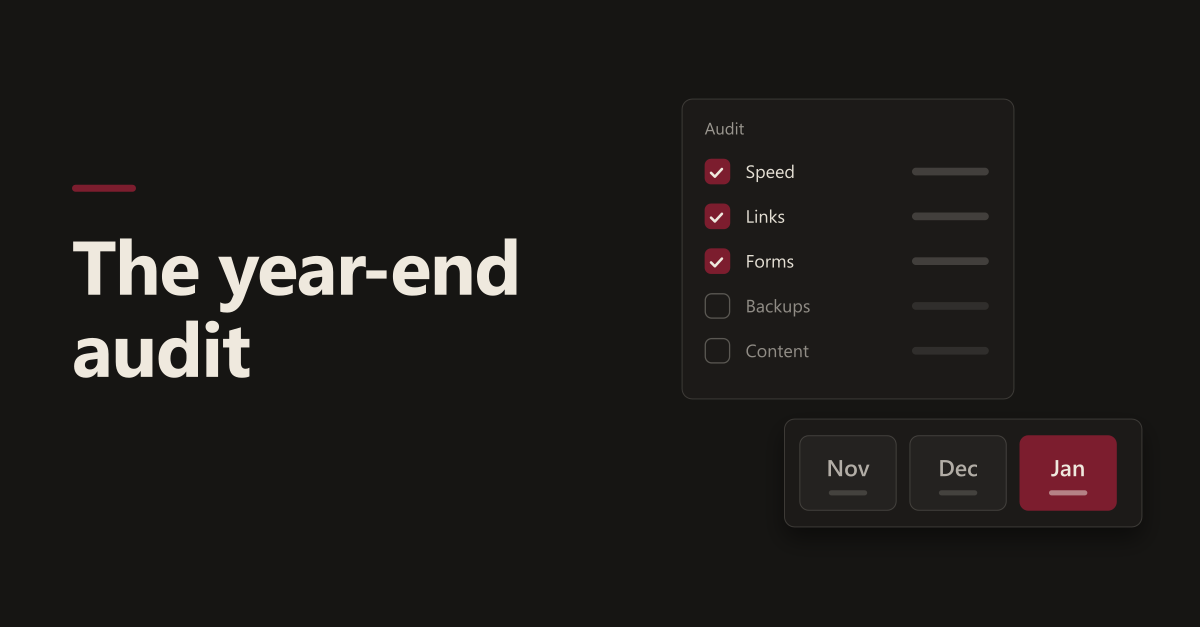 The year-end
audit
Audit
Speed
Links
Forms
Backups
Content
Nov Dec Jan